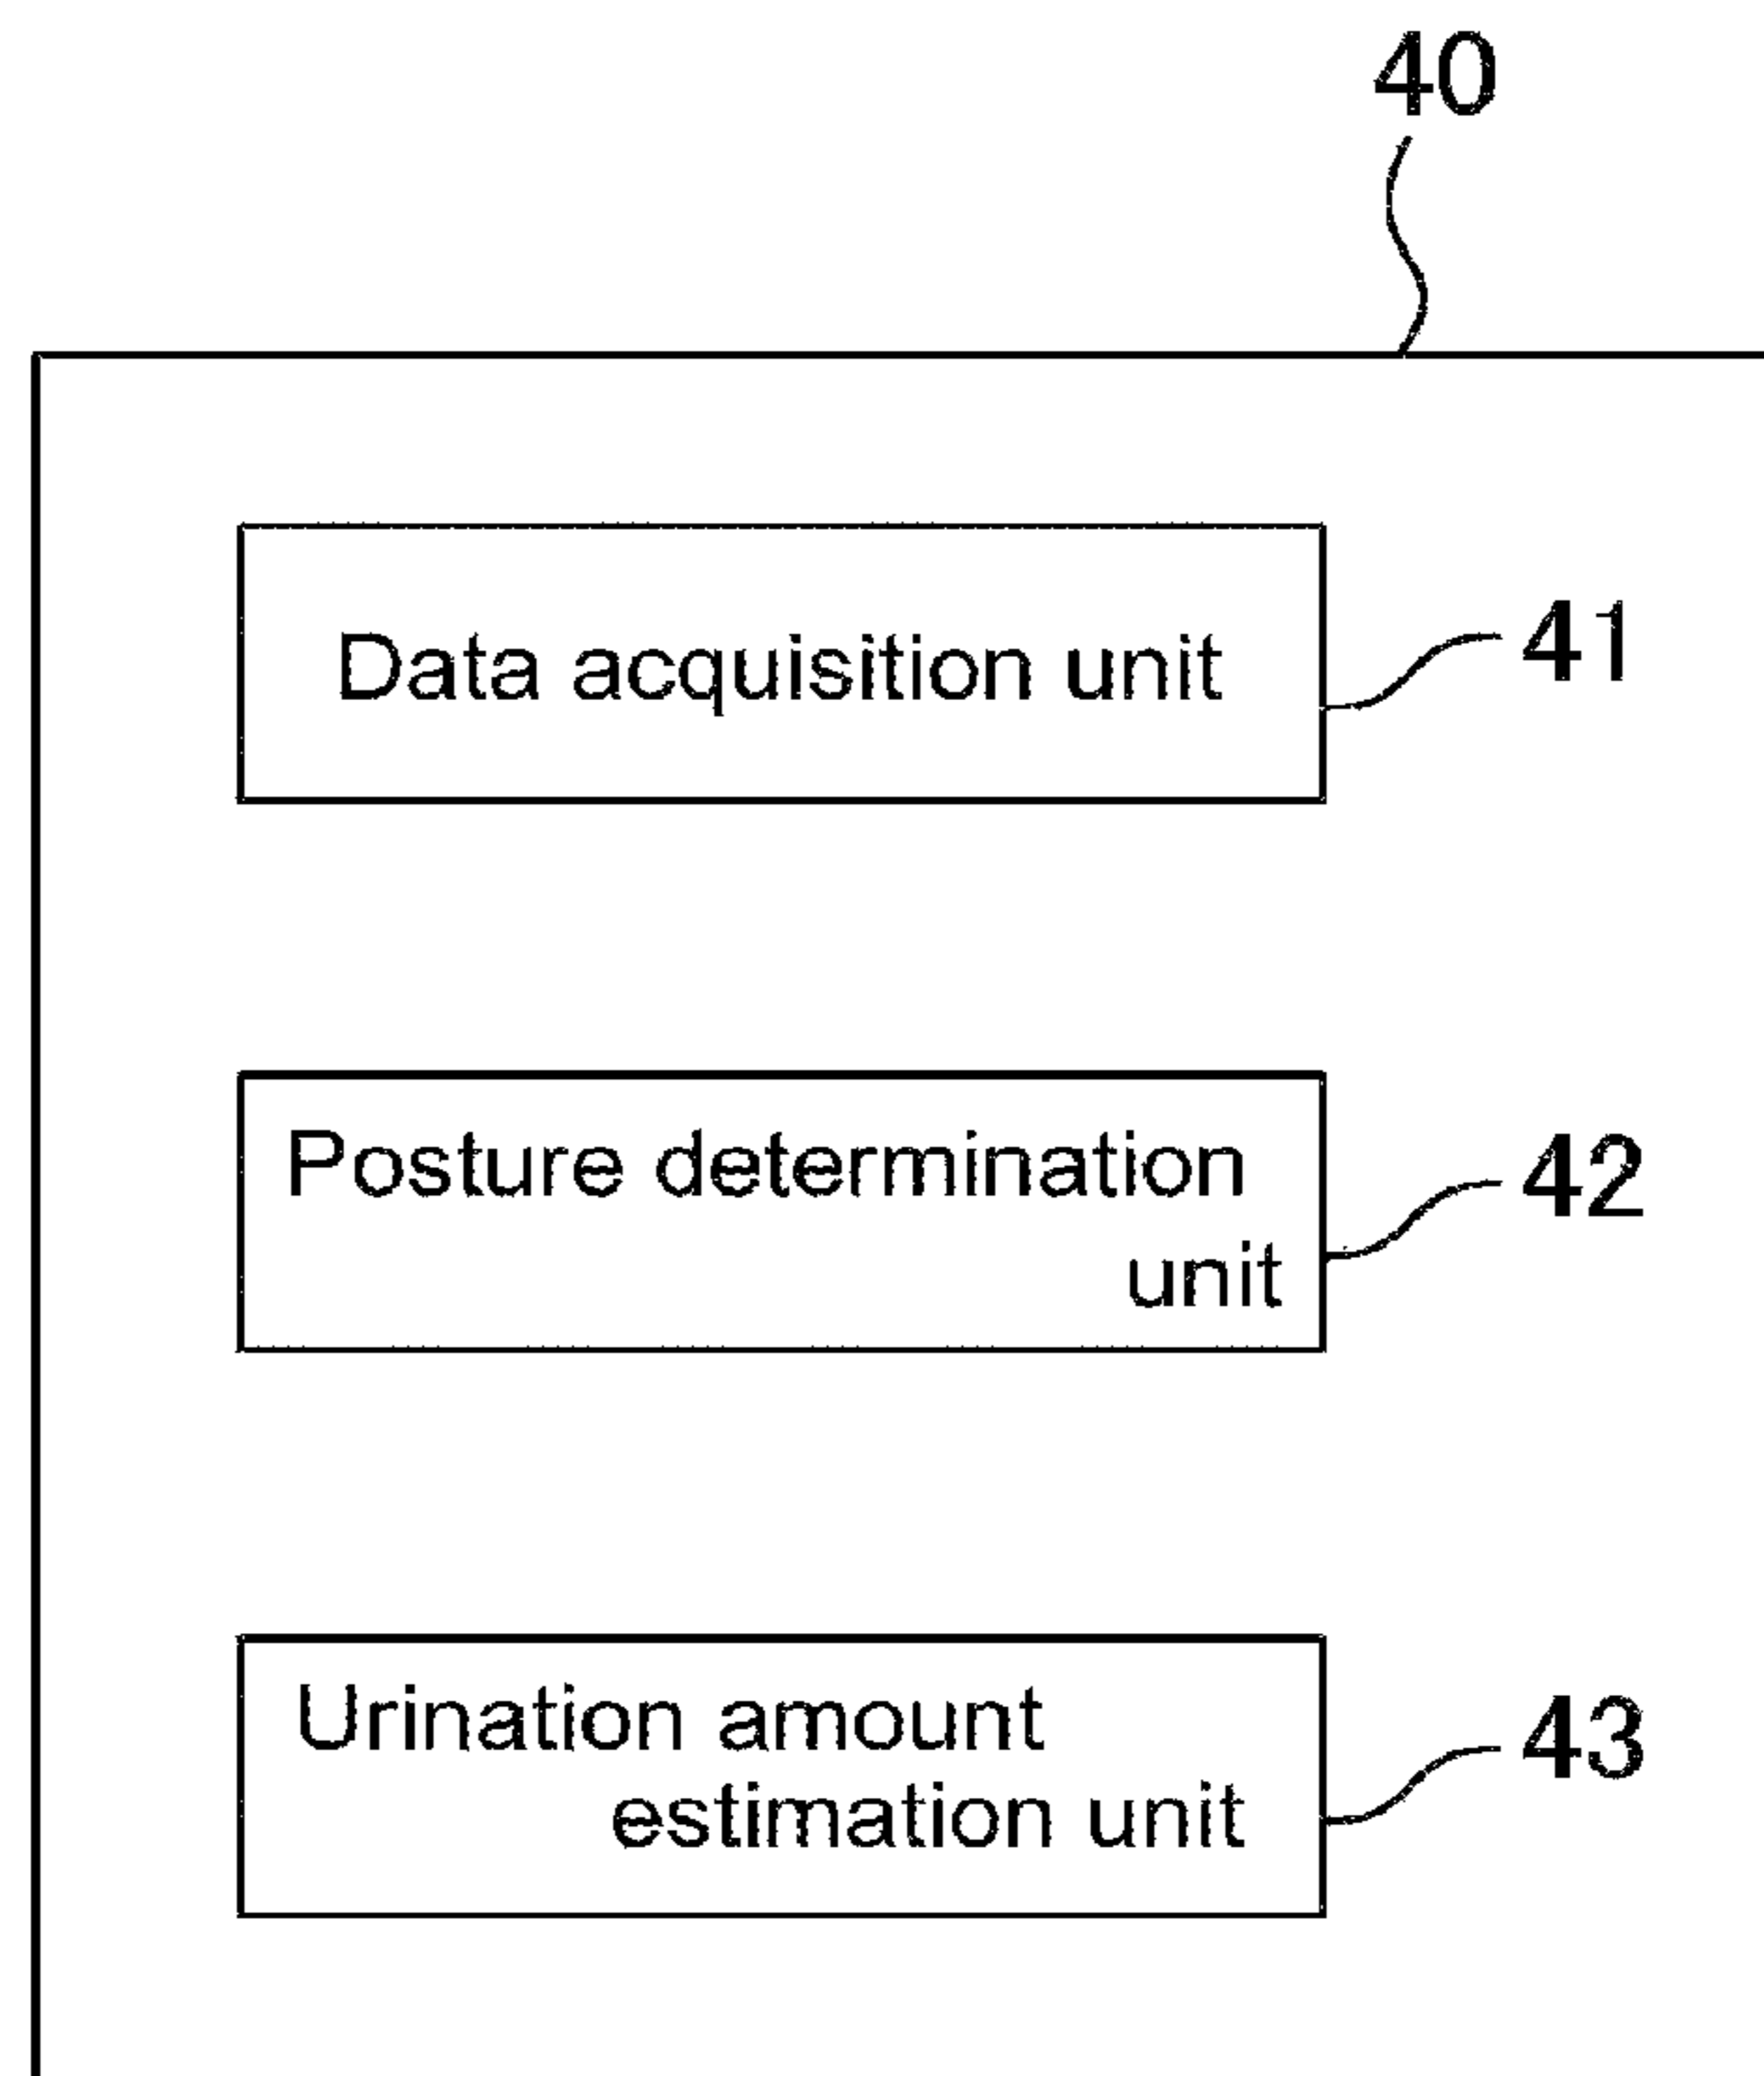 40
Data acquisition unit
41
Posture determination
unit
42
Urination amount
estimation unit
43